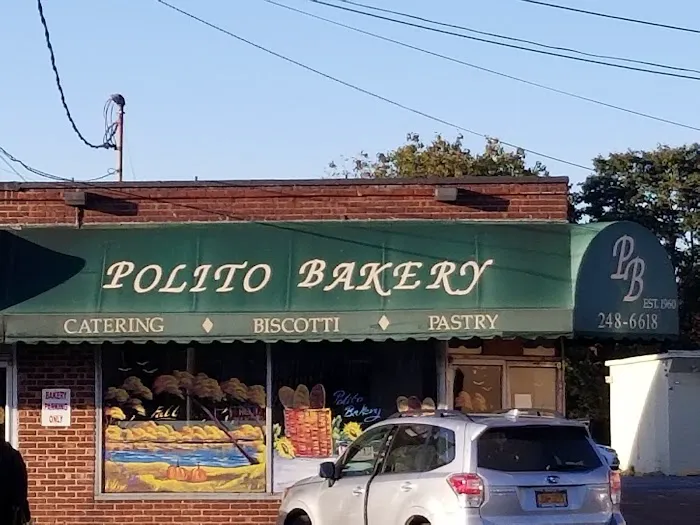 POLITO BAKERY
CATERING ♦ BISCOTTI ♦ PASTRY
PB
EST. 1960
248-6618
BAKERY
PARKING
ONLY
Fall
Polito
Bakery